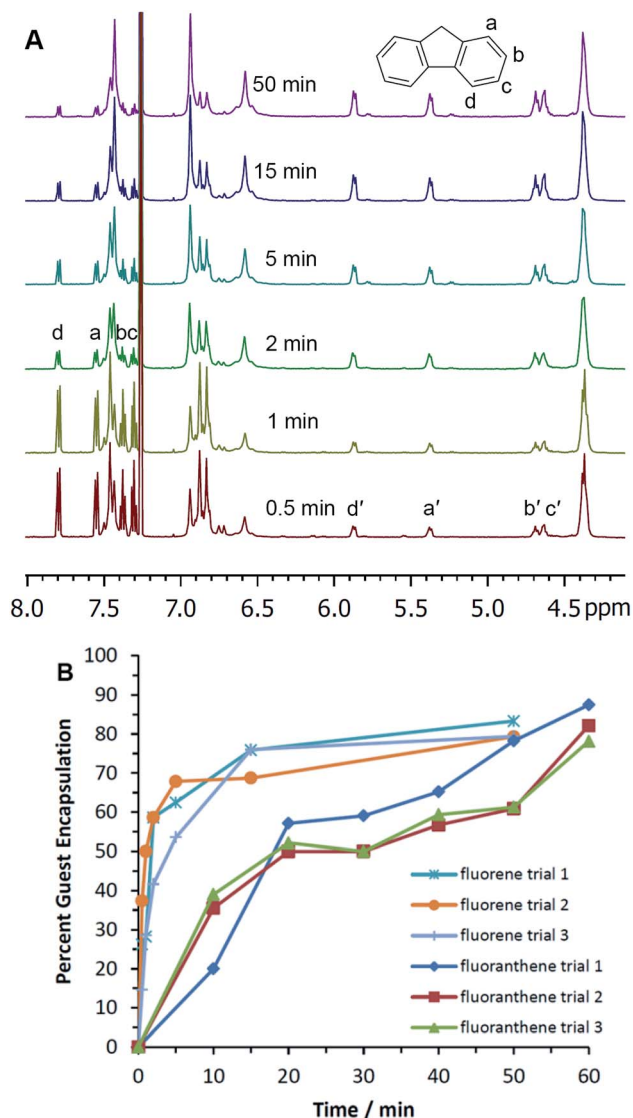 A
a
b
c
d
50 min
15 min
5 min
2 min
d a bc
1 min
0.5 min d′ a′ b′ c′
8.0 7.5 7.0 6.5 6.0 5.5 5.0 4.5 ppm
B
Percent Guest Encapsulation
100
90
80
70
60
50
40
30
20
10
0
fluorene trial 1
fluorene trial 2
fluorene trial 3
fluoranthene trial 1
fluoranthene trial 2
fluoranthene trial 3
0 10 20 30 40 50 60
Time / min